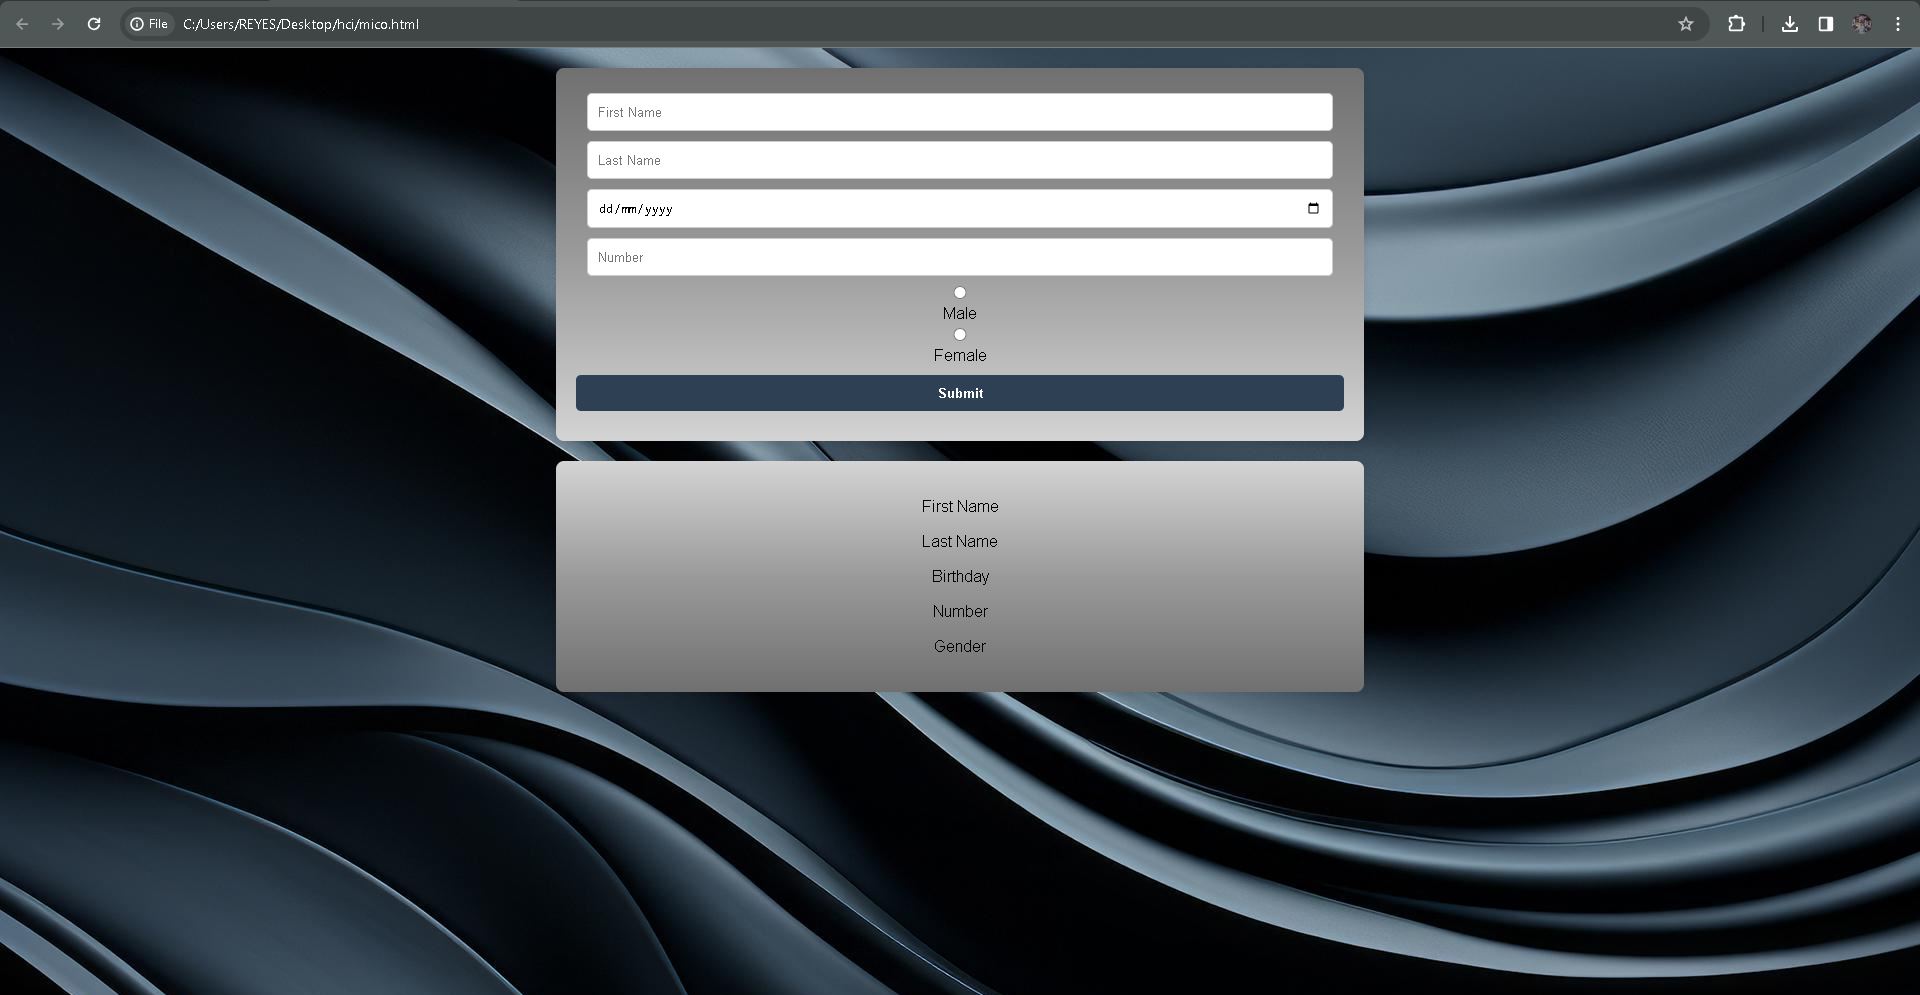 File C:/Users/REYES/Desktop/hci/mico.html
First Name
Last Name
dd/mm/yyyy
Number
Male
Female
Submit
First Name
Last Name
Birthday
Number
Gender